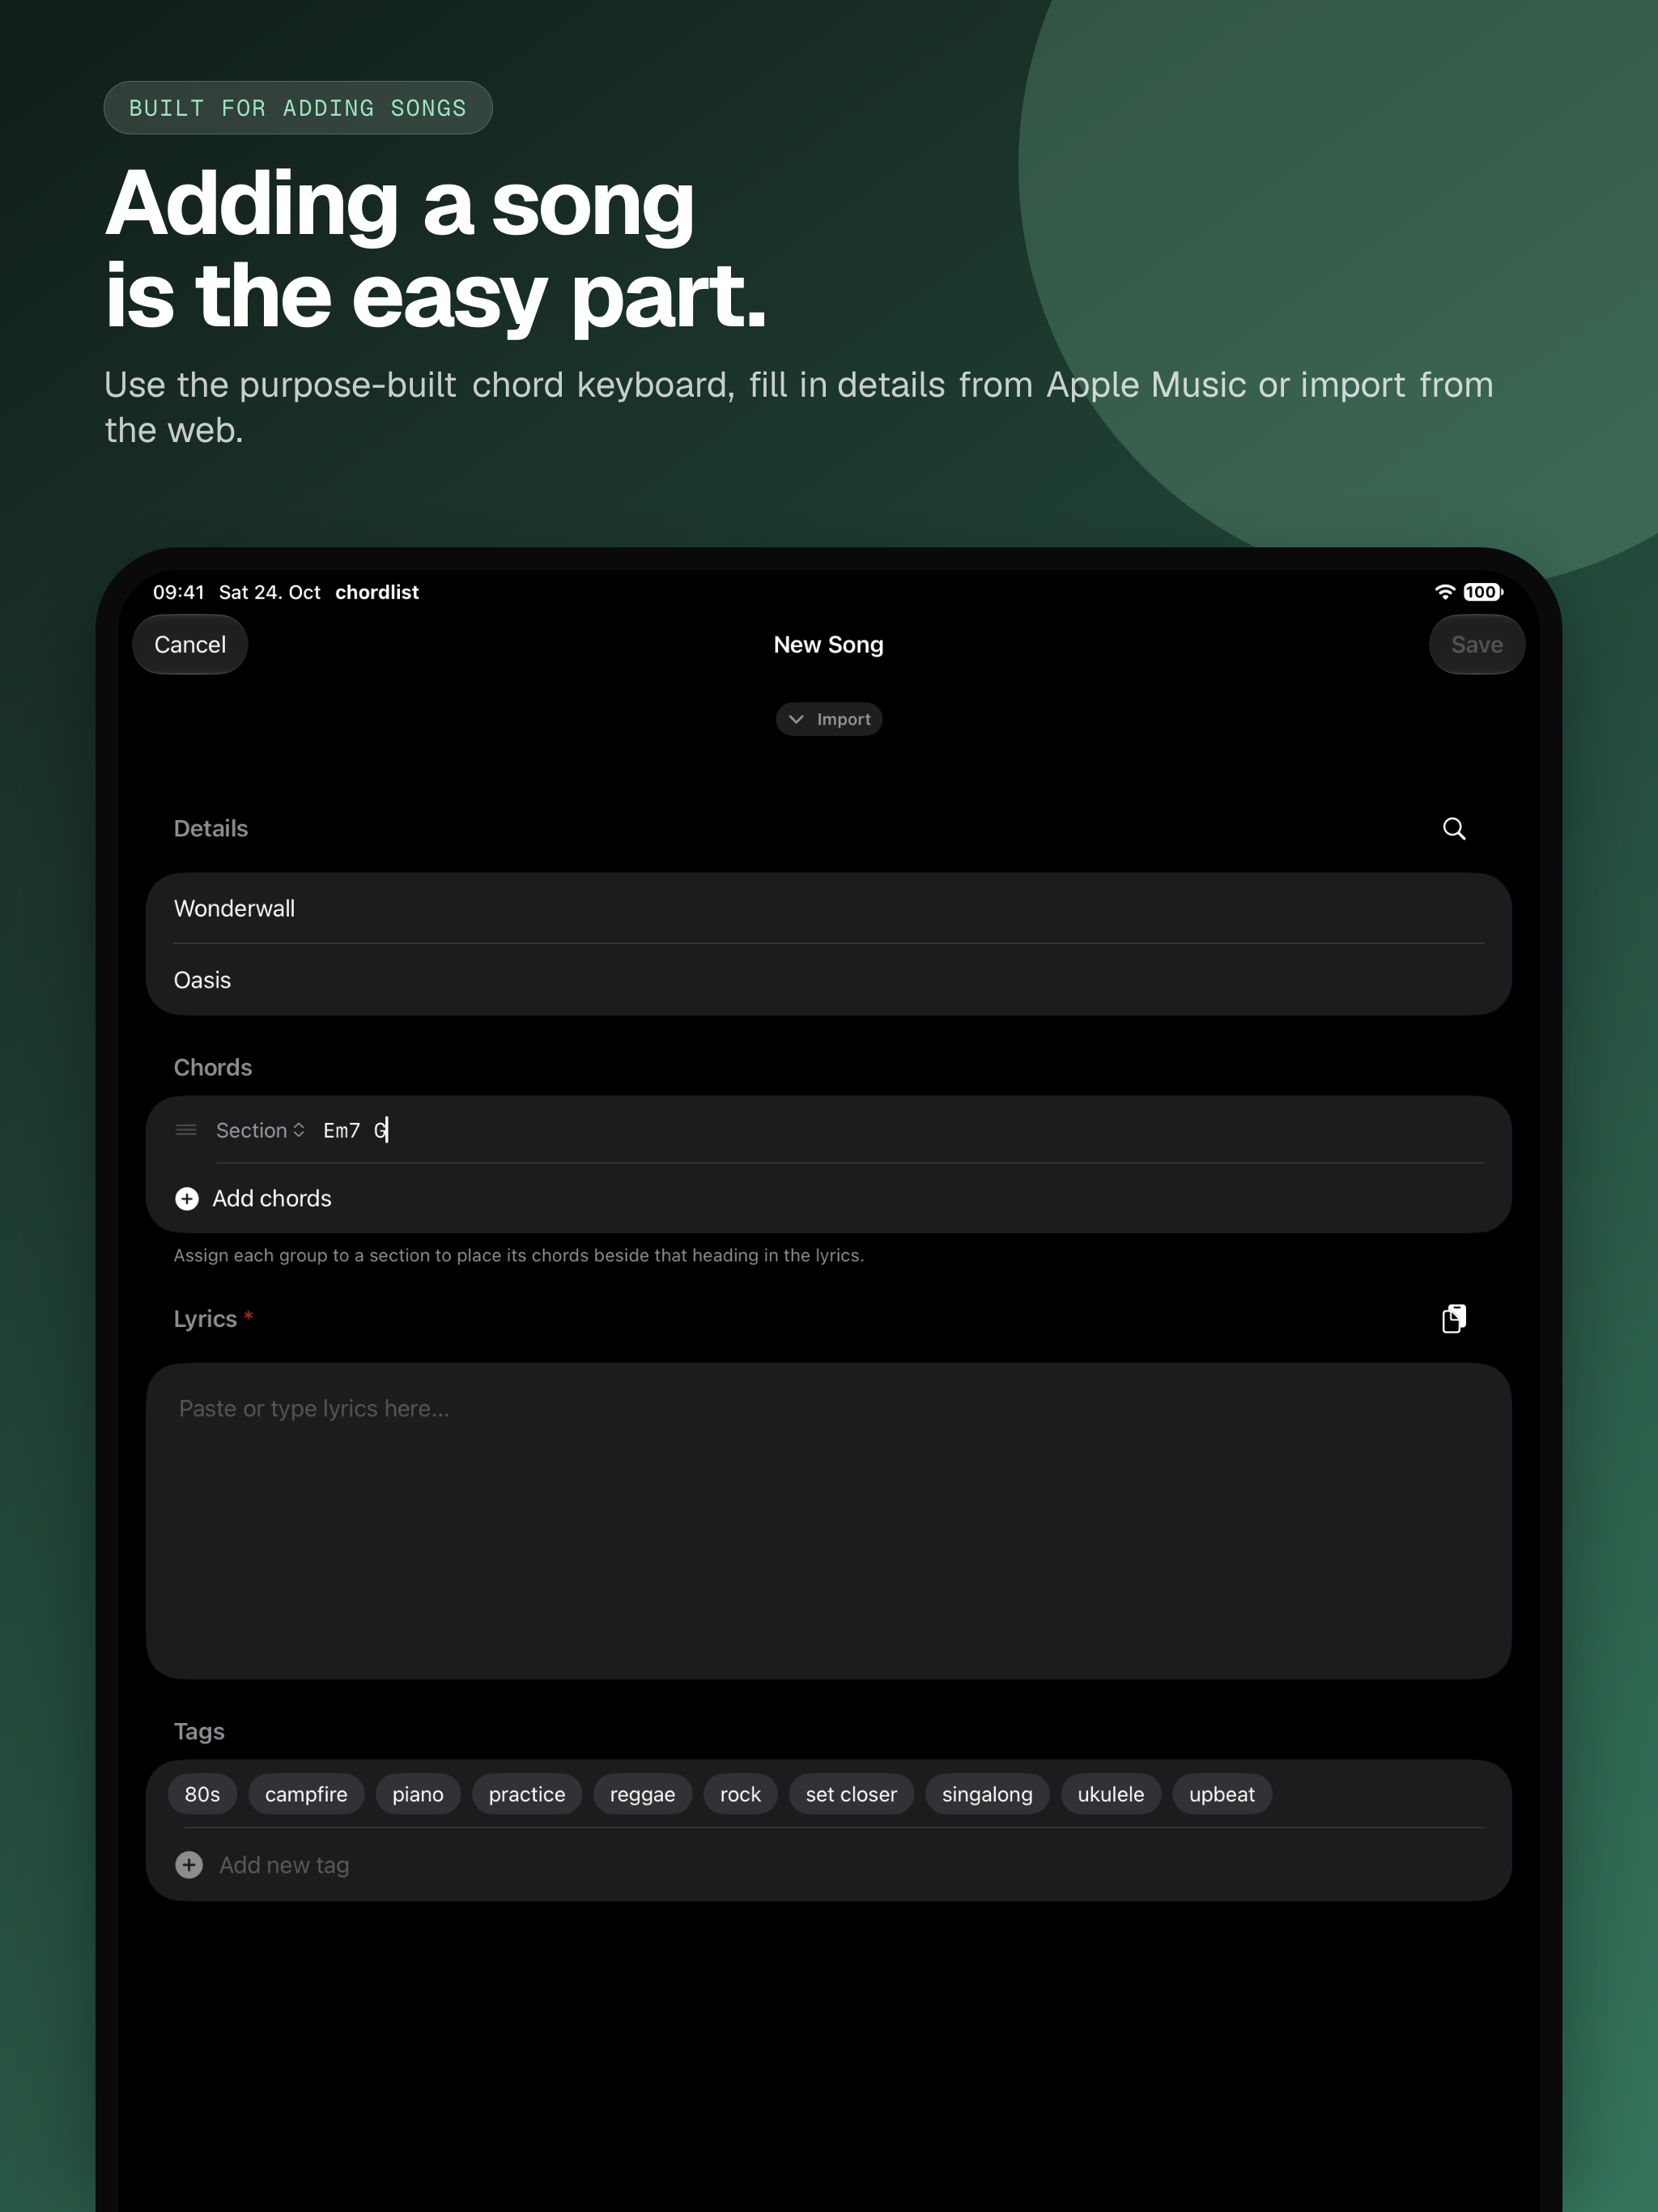 BUILT FOR ADDING SONGS
Adding a song
is the easy part.
Use the purpose-built chord keyboard, fill in details from Apple Music or import from
the web.
09:41 Sat 24. Oct chordlist
100
Cancel
New Song
Save
Import
Details
Wonderwall
Oasis
Chords
Section Em7 G
Add chords
Assign each group to a section to place its chords beside that heading in the lyrics.
Lyrics *
Paste or type lyrics here...
Tags
80s campfire piano practice reggae rock set closer singalong ukulele upbeat
Add new tag